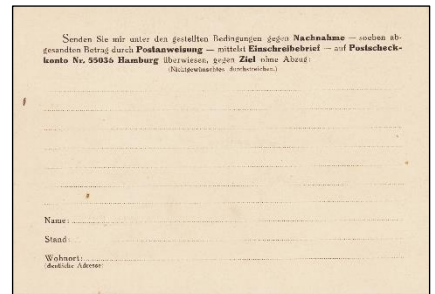 Senden Sie mir unter den gestellten Bedingungen gegen Nachnahme — soeben ab-
gesandten Betrag durch Postanweisung — mittelst Einschreibebrief — auf Postscheck-
konto Nr. 55036 Hamburg überwiesen, gegen Ziel ohne Abzug:
(Nichtgewünschtes durchstreichen.)
Name:
Stand:
Wohnort:
(deutliche Adresse)